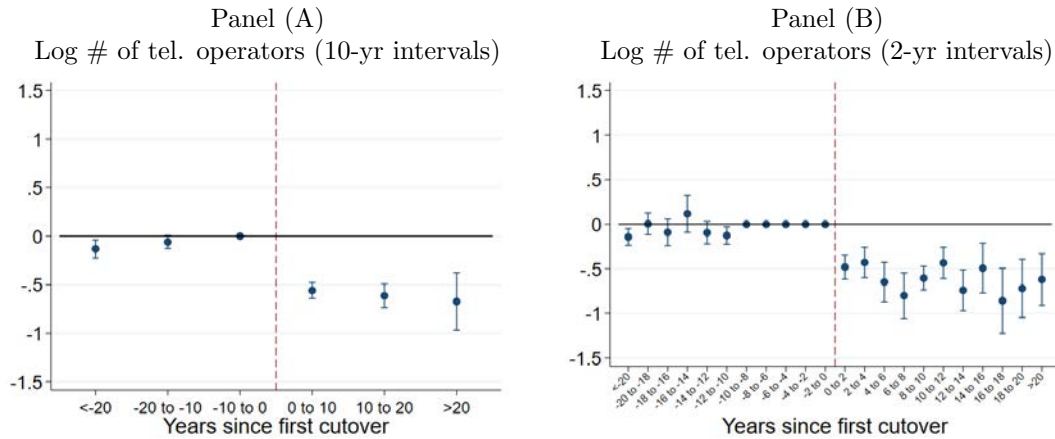 Panel (A)
Log # of tel. operators (10-yr intervals)
1.5
1
.5
0
-.5
-1
-1.5
<-20
-20 to -10
-10 to 0
0 to 10
10 to 20
>20
Years since first cutover
Panel (B)
Log # of tel. operators (2-yr intervals)
1.5
1
.5
0
-.5
-1
-1.5
<-20
-20 to -18
-18 to -16
-16 to -14
-14 to -12
-12 to -10
-10 to -8
-8 to -6
-6 to -4
-4 to -2
-2 to 0
0 to 2
2 to 4
4 to 6
6 to 8
8 to 10
10 to 12
12 to 14
14 to 16
16 to 18
18 to 20
>20
Years since first cutover